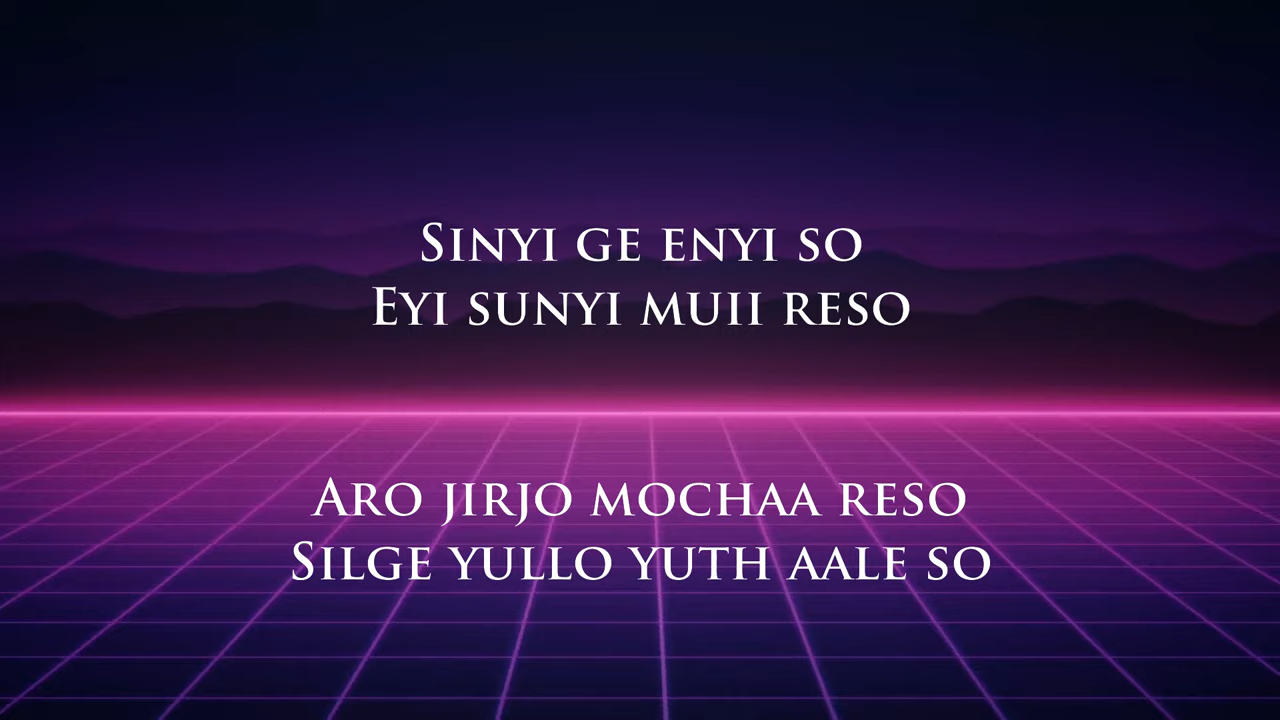 Sinyi ge enyi so
Eyi sunyi muii reso
Aro jirjo mochaa reso
Silge yullo yuth aale so